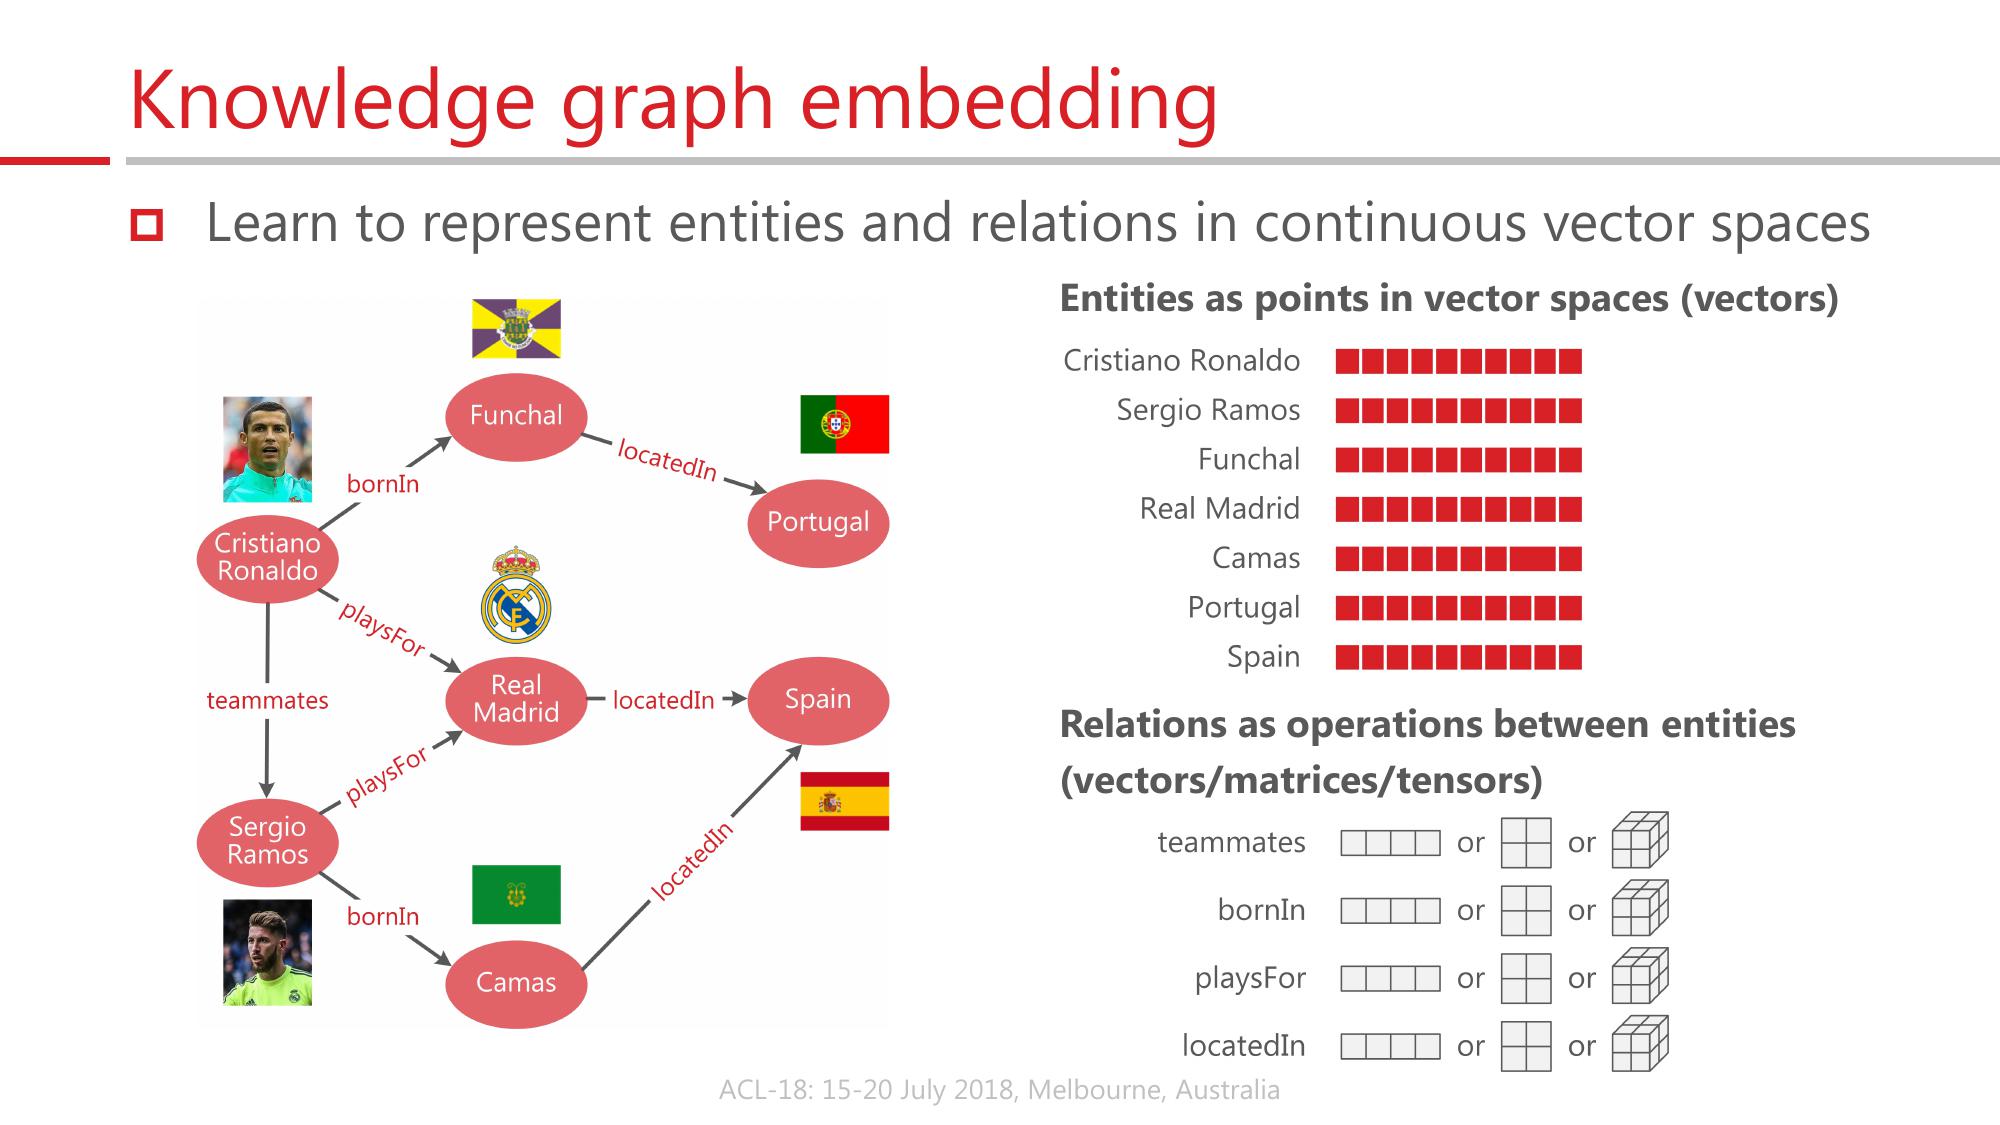 Knowledge graph embedding
Learn to represent entities and relations in continuous vector spaces
Funchal
locatedIn
Portugal
bornIn
Cristiano
Ronaldo
playsFor
teammates
Real
Madrid
locatedIn
Spain
playsFor
Sergio
Ramos
bornIn
locatedIn
Camas
Entities as points in vector spaces (vectors)
Cristiano Ronaldo
Sergio Ramos
Funchal
Real Madrid
Camas
Portugal
Spain
Relations as operations between entities
(vectors/matrices/tensors)
teammates or or
bornIn or or
playsFor or or
locatedIn or or
ACL-18: 15-20 July 2018, Melbourne, Australia